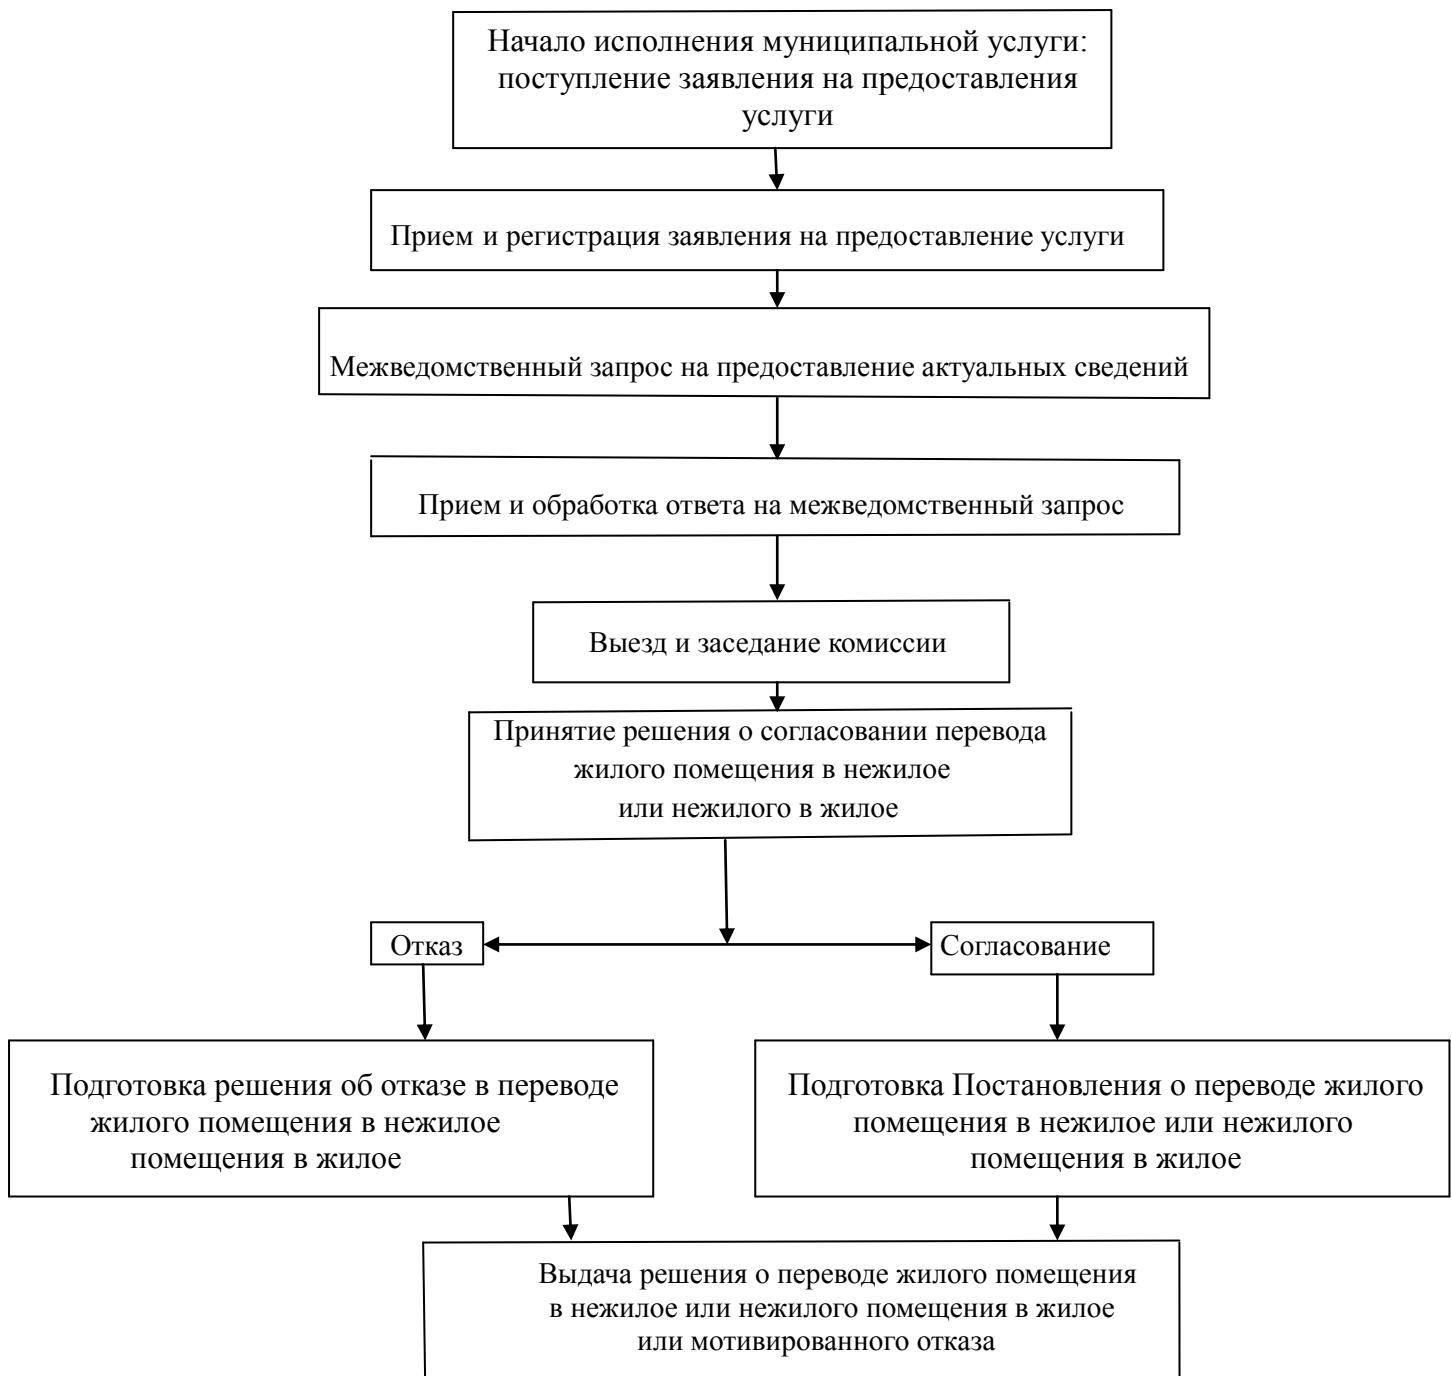 Начало исполнения муниципальной услуги:
поступление заявления на предоставления
услуги
Прием и регистрация заявления на предоставление услуги
Межведомственный запрос на предоставление актуальных сведений
Прием и обработка ответа на межведомственный запрос
Выезд и заседание комиссии
Принятие решения о согласовании перевода
жилого помещения в нежилое
или нежилого в жилое
Отказ
Согласование
Подготовка решения об отказе в переводе
жилого помещения в нежилое
помещения в жилое
Подготовка Постановления о переводе жилого
помещения в нежилое или нежилого
помещения в жилое
Выдача решения о переводе жилого помещения
в нежилое или нежилого помещения в жилое
или мотивированного отказа